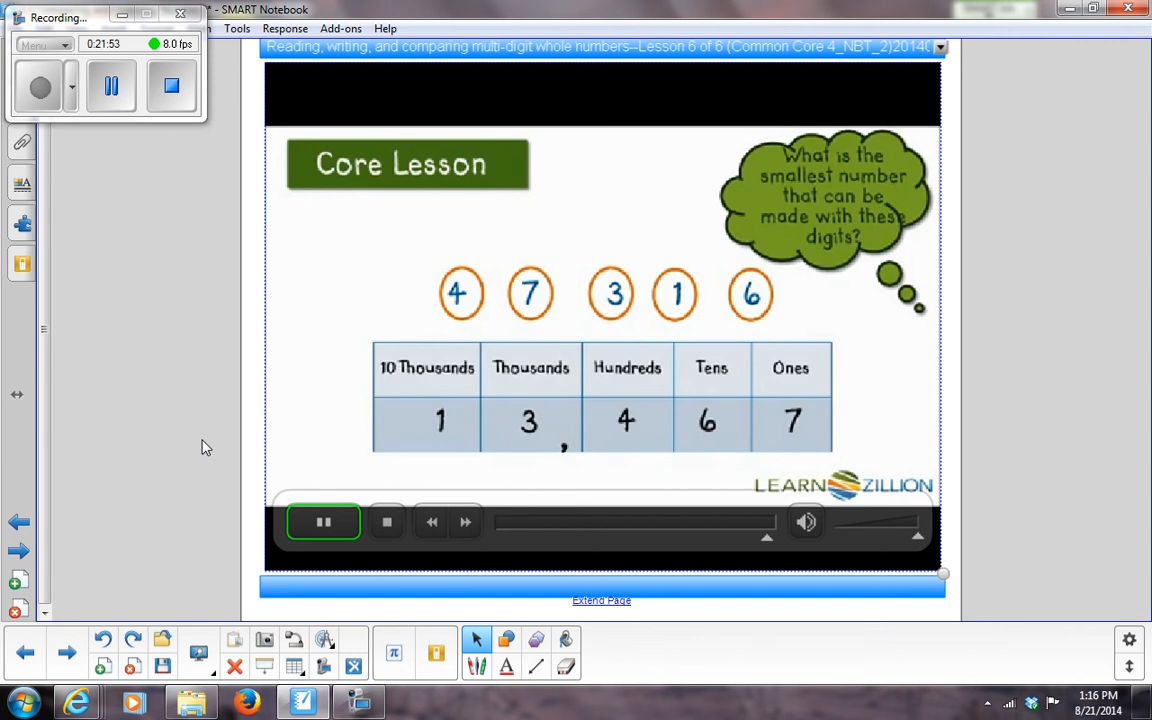 Recording...
- SMART Notebook
Menu
0:21:53
8.0 fps
Tools Response Add-ons Help
Reading, writing, and comparing multi-digit whole numbers--Lesson 6 of 6 (Common Core 4_NBT_2)2014
Core Lesson
What is the
smallest number
that can be
made with these
digits?
4 7 3 1 6
10 Thousands Thousands Hundreds Tens Ones
1 3, 4 6 7
LEARN ZILLION
Extend Page
1:16 PM
8/21/2014